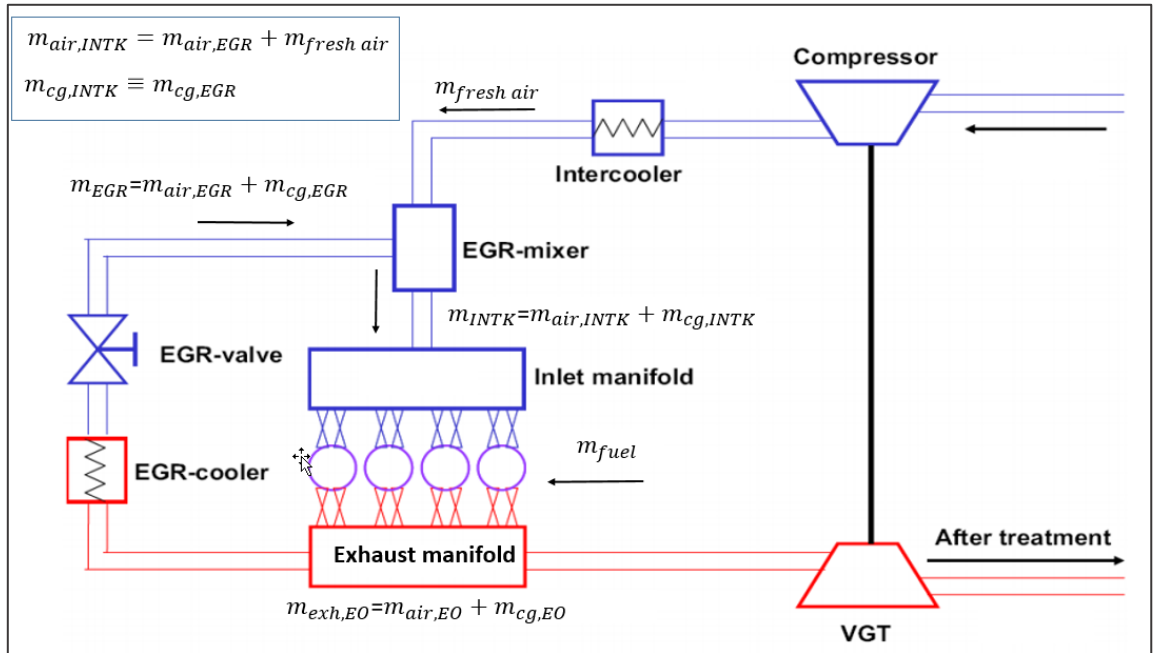 m_{air,INTK} = m_{air,EGR} + m_{fresh air}
m_{cg,INTK} ≡ m_{cg,EGR}
Compressor
m_{fresh air}
Intercooler
m_{EGR}=m_{air,EGR} + m_{cg,EGR}
EGR-mixer
m_{INTK}=m_{air,INTK} + m_{cg,INTK}
EGR-valve
Inlet manifold
m_{fuel}
EGR-cooler
After treatment
Exhaust manifold
m_{exh,EO}=m_{air,EO} + m_{cg,EO}
VGT